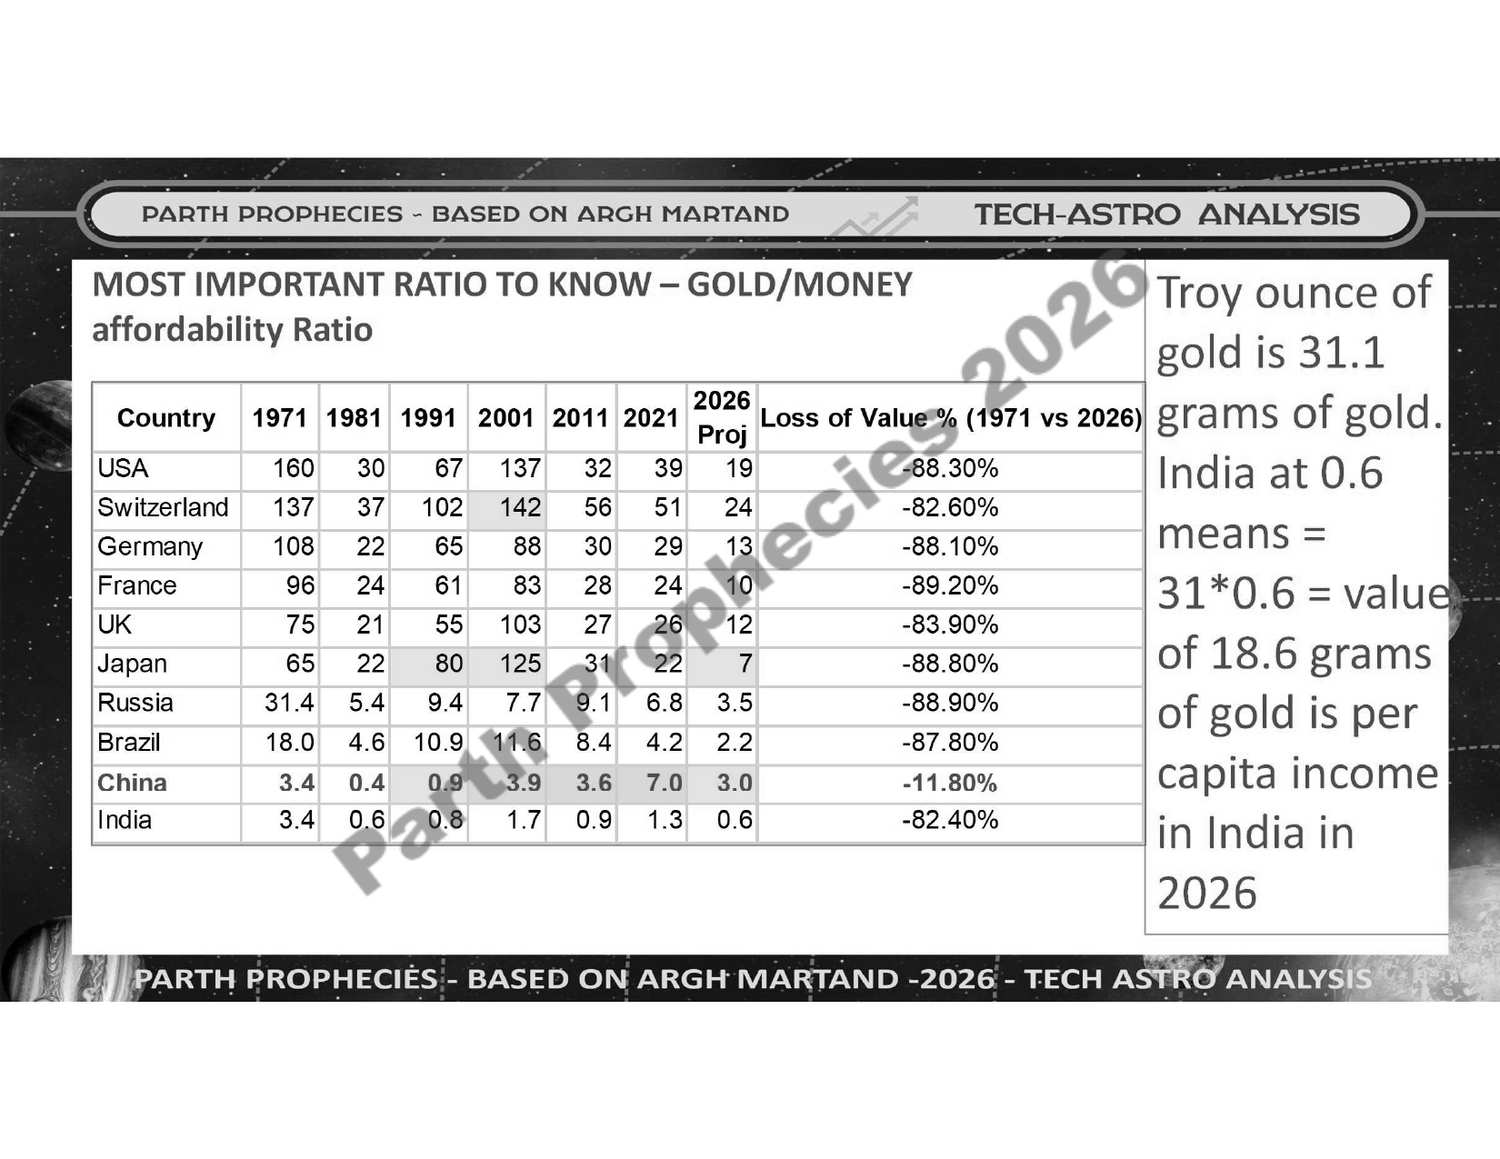 PARTH PROPHECIES - BASED ON ARGH MARTAND TECH-ASTRO ANALYSIS
MOST IMPORTANT RATIO TO KNOW – GOLD/MONEY
affordability Ratio
Country 1971 1981 1991 2001 2011 2021 2026 Proj Loss of Value % (1971 vs 2026)
USA 160 30 67 137 32 39 19 -88.30%
Switzerland 137 37 102 142 56 51 24 -82.60%
Germany 108 22 65 88 30 29 13 -88.10%
France 96 24 61 83 28 24 10 -89.20%
UK 75 21 55 103 27 26 12 -83.90%
Japan 65 22 80 125 31 22 7 -88.80%
Russia 31.4 5.4 9.4 7.7 9.1 6.8 3.5 -88.90%
Brazil 18.0 4.6 10.9 11.6 8.4 4.2 2.2 -87.80%
China 3.4 0.4 0.9 3.9 3.6 7.0 3.0 -11.80%
India 3.4 0.6 0.8 1.7 0.9 1.3 0.6 -82.40%
Troy ounce of
gold is 31.1
grams of gold.
India at 0.6
means =
31*0.6 = value
of 18.6 grams
of gold is per
capita income
in India in
2026
Parth Prophecies 2026
PARTH PROPHECIES - BASED ON ARGH MARTAND -2026 - TECH ASTRO ANALYSIS